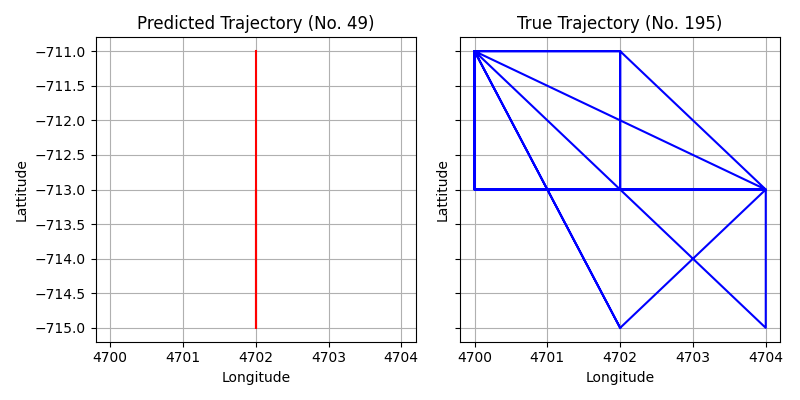 Predicted Trajectory (No. 49)
−711.0
−711.5
−712.0
−712.5
−713.0
−713.5
−714.0
−714.5
−715.0
Lattitude
4700 4701 4702 4703 4704
Longitude
True Trajectory (No. 195)
Lattitude
4700 4701 4702 4703 4704
Longitude